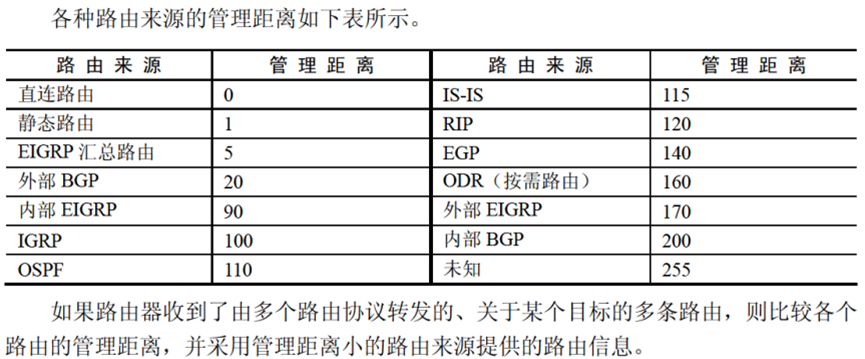 各种路由来源的管理距离如下表所示。
路由来源 管理距离 路由来源 管理距离
直连路由 0 IS-IS 115
静态路由 1 RIP 120
EIGRP 汇总路由 5 EGP 140
外部 BGP 20 ODR（按需路由） 160
内部 EIGRP 90 外部 EIGRP 170
IGRP 100 内部 BGP 200
OSPF 110 未知 255
如果路由器收到了由多个路由协议转发的、关于某个目标的多条路由，则比较各个
路由的管理距离，并采用管理距离小的路由来源提供的路由信息。